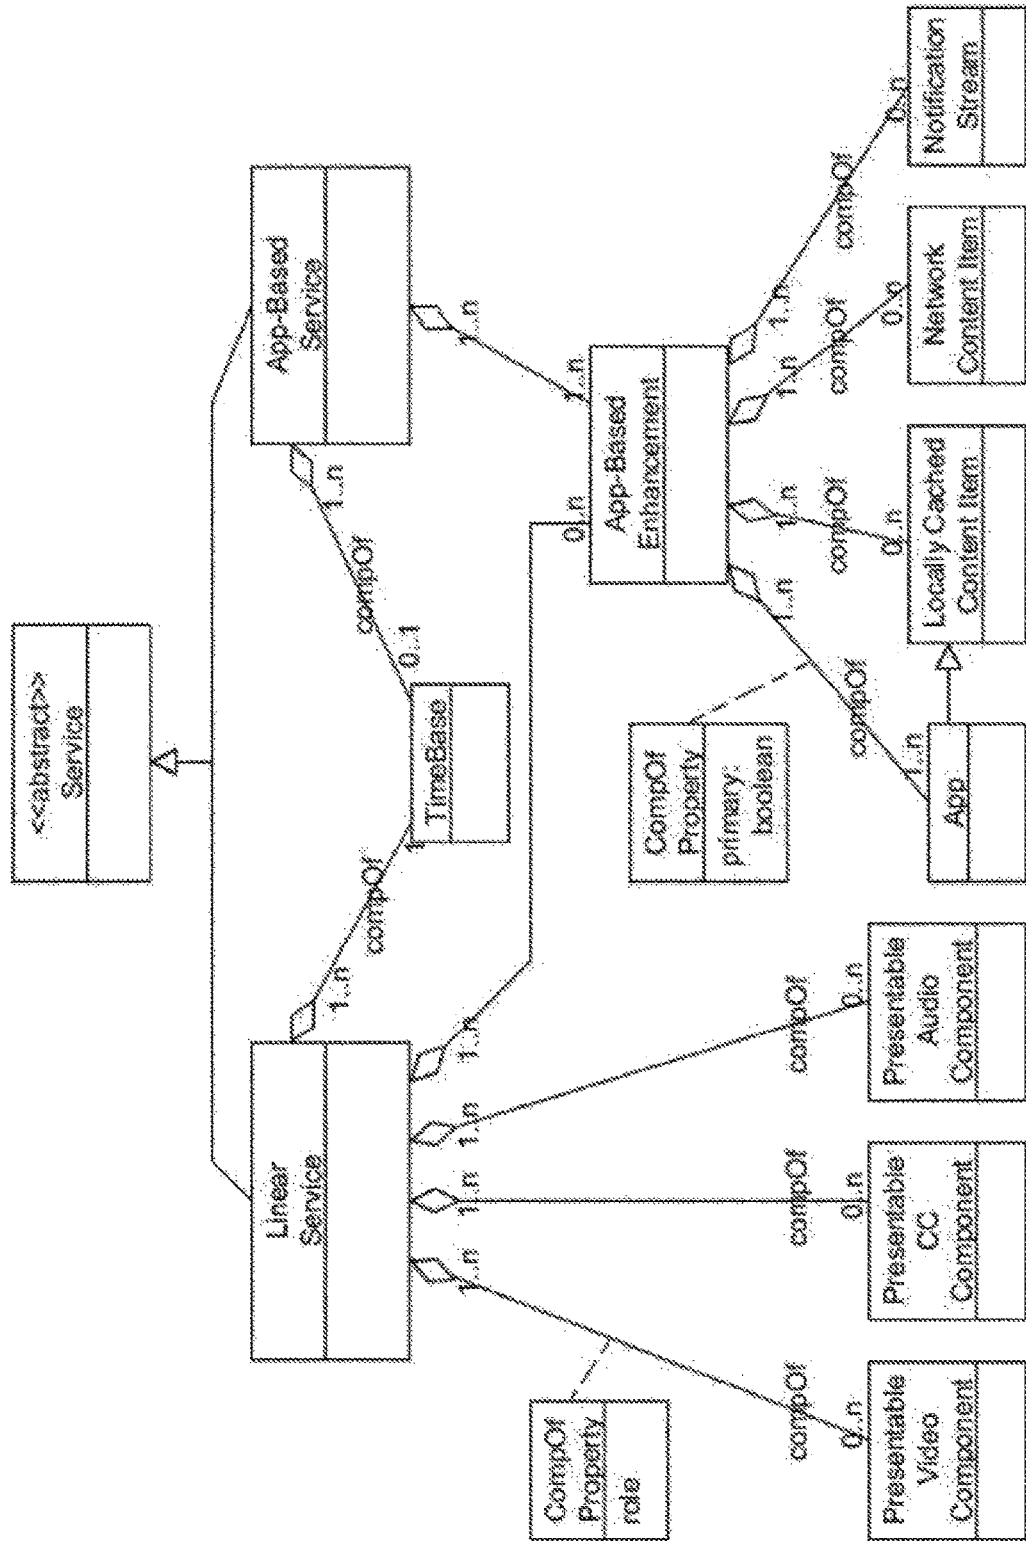 <<abstract>>
Service
Linear
Service
App-Based
Service
1..n
compOf
1
TimeBase
0..1
compOf
1..n
1..n
1..n
1..n
1..n
1..n
1..n
0..n
App-Based
Enhancement
CompOf
Property
role
CompOf
Property
primary:
boolean
1..n
1..n
1..n
1..n
compOf
compOf
compOf
compOf
compOf
compOf
compOf
0..n
0..n
0..n
1..n
0..n
0..n
0..n
Presentable
Video
Component
Presentable
CC
Component
Presentable
Audio
Component
App
Locally Cached
Content Item
Network
Content Item
Notification
Stream